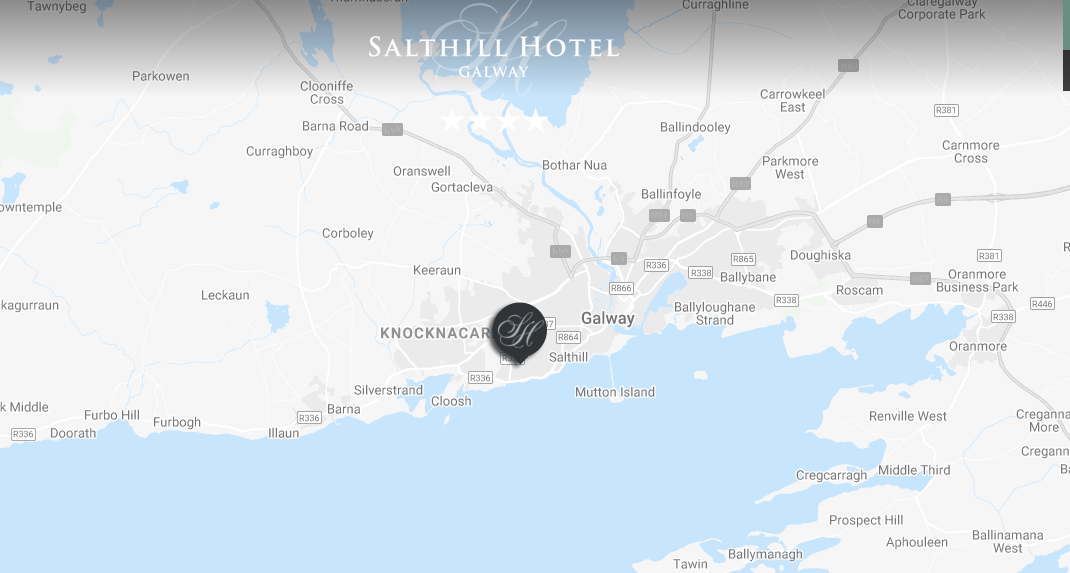 Tawnybeg
Curraghline
Claregalway
Corporate Park
SALTHILL HOTEL
GALWAY
Parkowen
Clooniffe
Cross
Carrowkeel
East
R381
Barna Road
Ballindooley
Carnmore
Cross
Curraghboy
Bothar Nua
Parkmore
West
Oranswell
Gortacleva
Ballinfoyle
owntemple
Corboley
Doughiska
R865
R381
R336
R338
Keeraun
Ballybane
Oranmore
Business Park
R866
Roscam
Leckaun
R338
R446
kagurraun
Ballyloughane
Strand
R338
Galway
KNOCKNACAR
SH
R864
Oranmore
Salthill
R336
Silverstrand
Mutton Island
Cloosh
k Middle
Furbo Hill
Barna
R336
Renville West
Creganna
More
Furbogh
R336
Doorath
Illaun
Cregann
Middle Third
Cregcarragh
Prospect Hill
Aphouleen
Ballinamana
West
Ballymanagh
Tawin